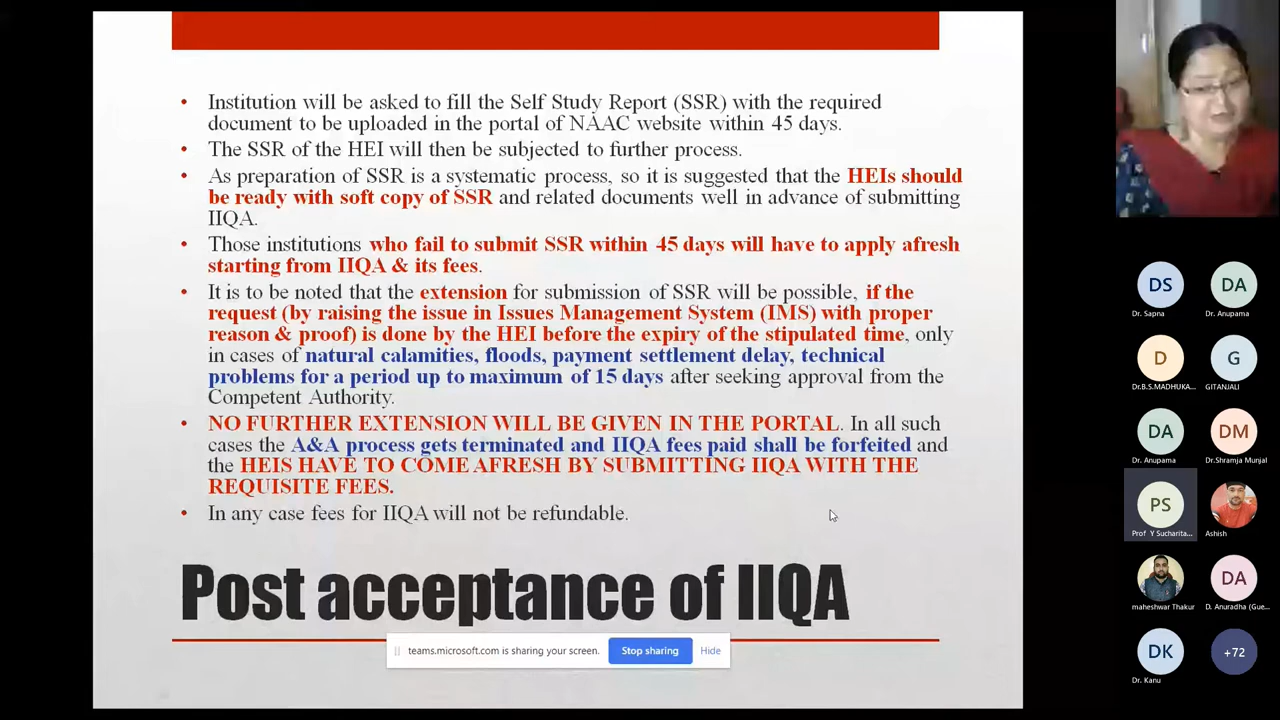 • Institution will be asked to fill the Self Study Report (SSR) with the required
document to be uploaded in the portal of NAAC website within 45 days.
• The SSR of the HEI will then be subjected to further process.
• As preparation of SSR is a systematic process, so it is suggested that the HEIs should
be ready with soft copy of SSR and related documents well in advance of submitting
IIQA.
• Those institutions who fail to submit SSR within 45 days will have to apply afresh
starting from IIQA & its fees.
• It is to be noted that the extension for submission of SSR will be possible, if the
request (by raising the issue in Issues Management System (IMS) with proper
reason & proof) is done by the HEI before the expiry of the stipulated time, only
in cases of natural calamities, floods, payment settlement delay, technical
problems for a period up to maximum of 15 days after seeking approval from the
Competent Authority.
• NO FURTHER EXTENSION WILL BE GIVEN IN THE PORTAL. In all such
cases the A&A process gets terminated and IIQA fees paid shall be forfeited and
the HEIS HAVE TO COME AFRESH BY SUBMITTING IIQA WITH THE
REQUISITE FEES.
• In any case fees for IIQA will not be refundable.
Post acceptance of IIQA
teams.microsoft.com is sharing your screen. Stop sharing Hide
DS DA
Dr. Sapna Dr. Anupama
D G
Dr.B.S.MADHUKA... GITANJALI
DA DM
Dr. Anupama Dr.Shramja Munjal
PS
Prof Y Sucharita... Ashish
DA
maheshwar Thakur D. Anuradha (Gue...
DK +72
Dr. Kanu